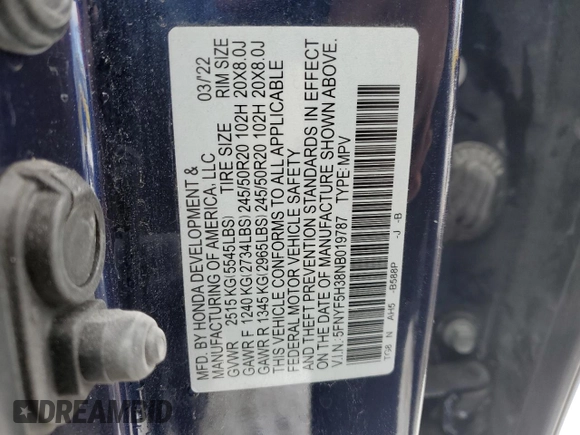 MFD. BY HONDA DEVELOPMENT & 03/'22
MANUFACTURING OF AMERICA, LLC
GVWR 2515 KG(5545LBS) TIRE SIZE RIM SIZE
GAWR F 1240 KG(2734LBS)245/50R20 102H 20X8.0J
GAWR R 1345 KG(2965LBS)245/50R20 102H 20X8.0J
THIS VEHICLE CONFORMS TO ALL APPLICABLE
FEDERAL MOTOR VEHICLE SAFETY
AND THEFT PREVENTION STANDARDS IN EFFECT
ON THE DATE OF MANUFACTURE SHOWN ABOVE.
V.I.N.:5FNYF5H38NB019787 TYPE:MPV
TG8 N AH5 B588P -J -B
DREAMBID